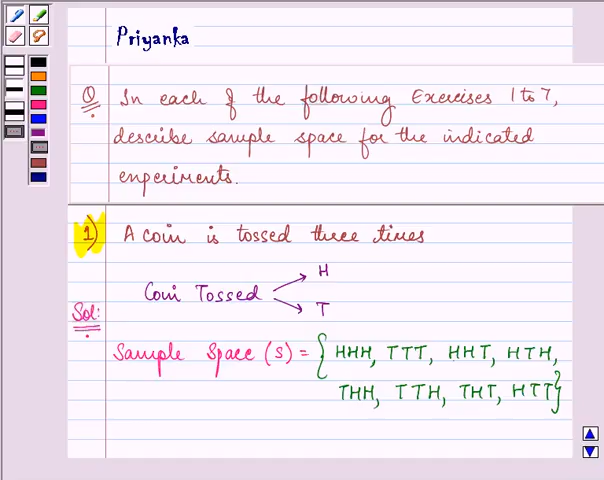 Priyanka
Q In each of the following Exercises 1 to 7,
describe sample space for the indicated
experiments.
1) A coin is tossed three times
H
Coin Tossed
T
Sol:
Sample Space (S) = { HHH, TTT, HHT, HTH,
THH, TTH, THT, HTT}